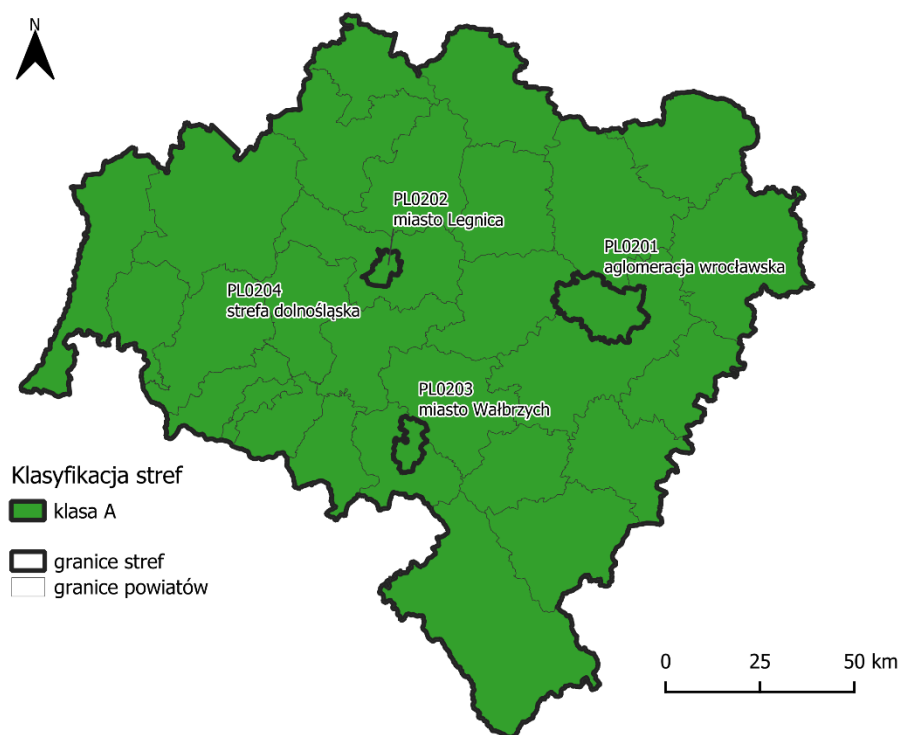 N
PL0202
miasto Legnica
PL0201
aglomeracja wrocławska
PL0204
strefa dolnośląska
PL0203
miasto Wałbrzych
Klasyfikacja stref
klasa A
granice stref
granice powiatów
0 25 50 km